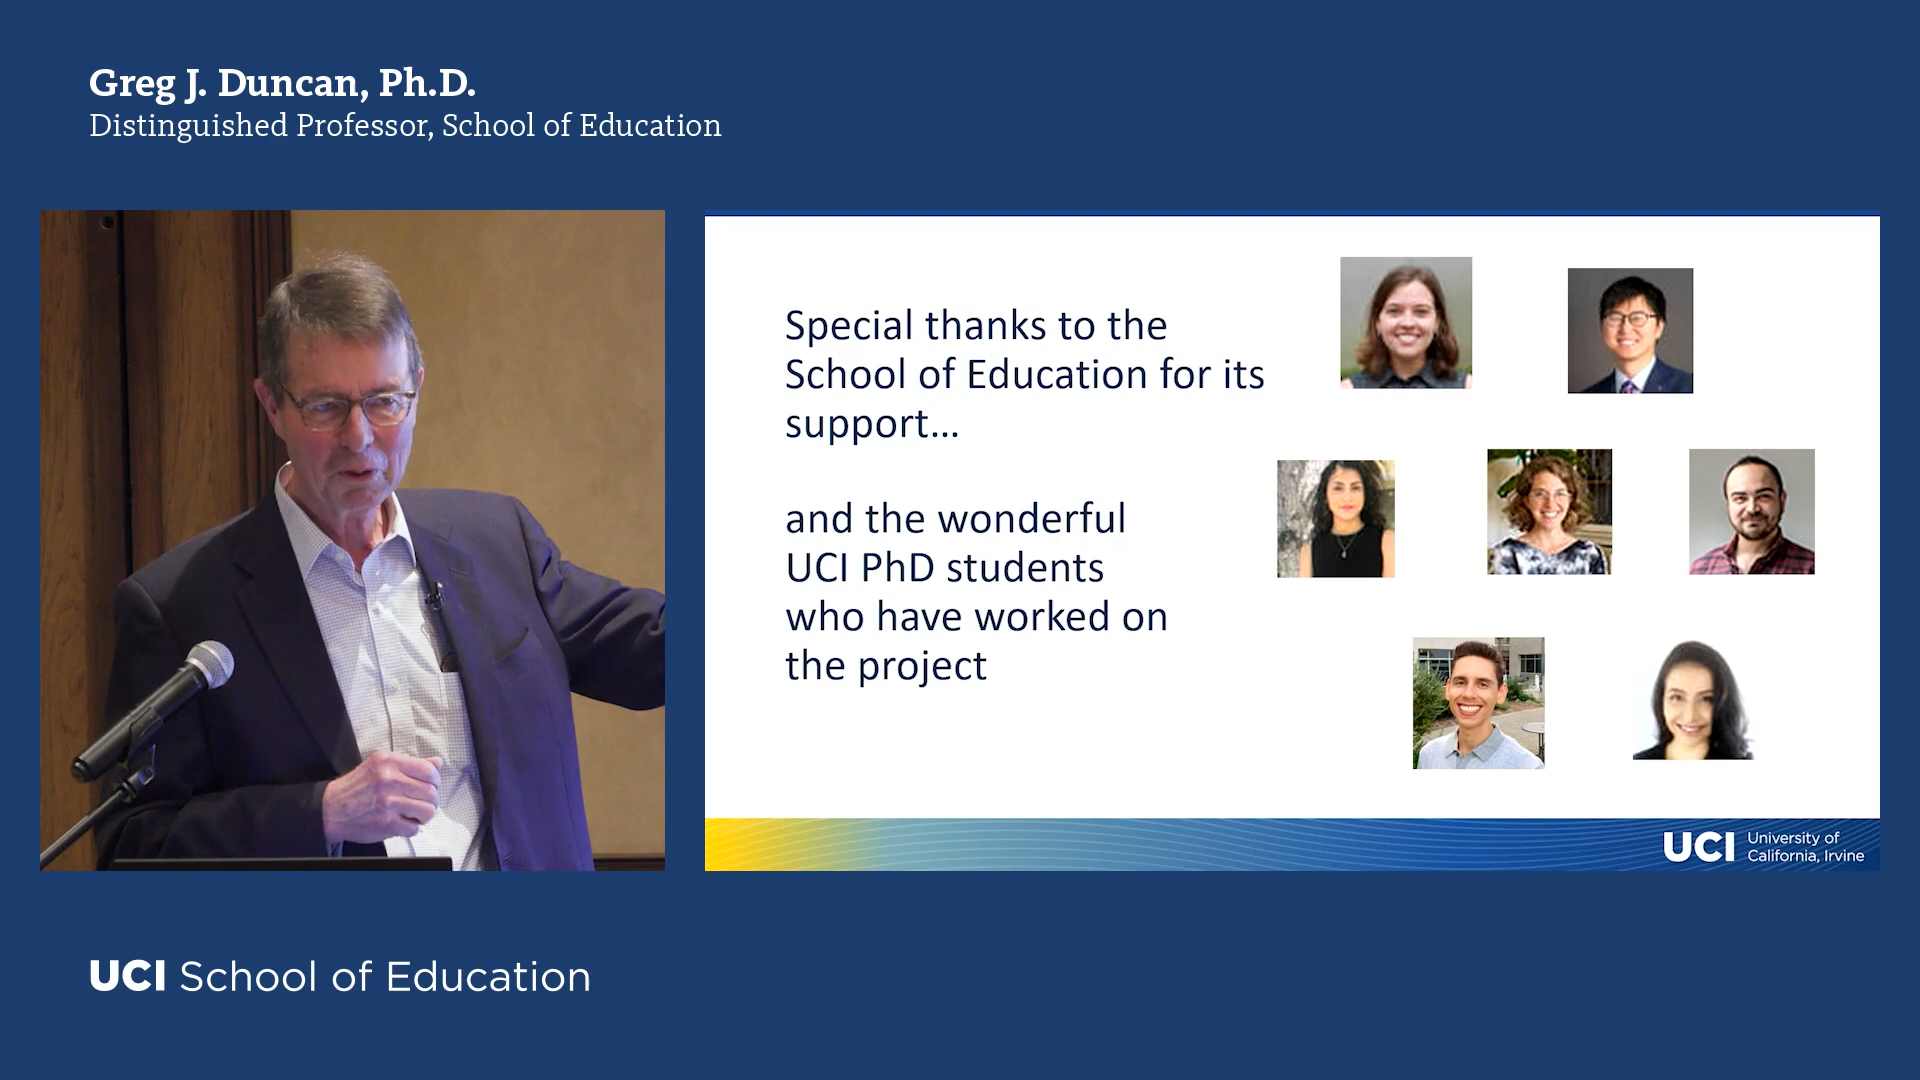 Greg J. Duncan, Ph.D.
Distinguished Professor, School of Education
Special thanks to the
School of Education for its
support...
and the wonderful
UCI PhD students
who have worked on
the project
UCI University of
California, Irvine
UCI School of Education